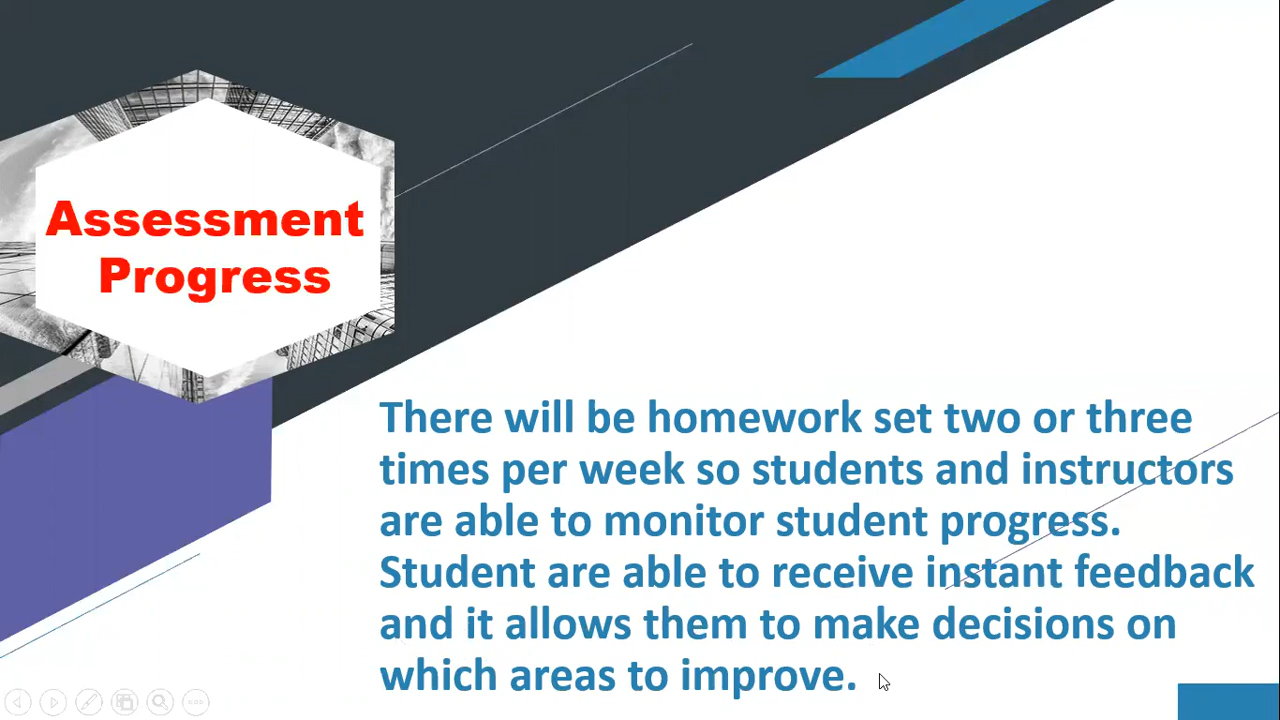 Assessment
Progress
There will be homework set two or three
times per week so students and instructors
are able to monitor student progress.
Student are able to receive instant feedback
and it allows them to make decisions on
which areas to improve.